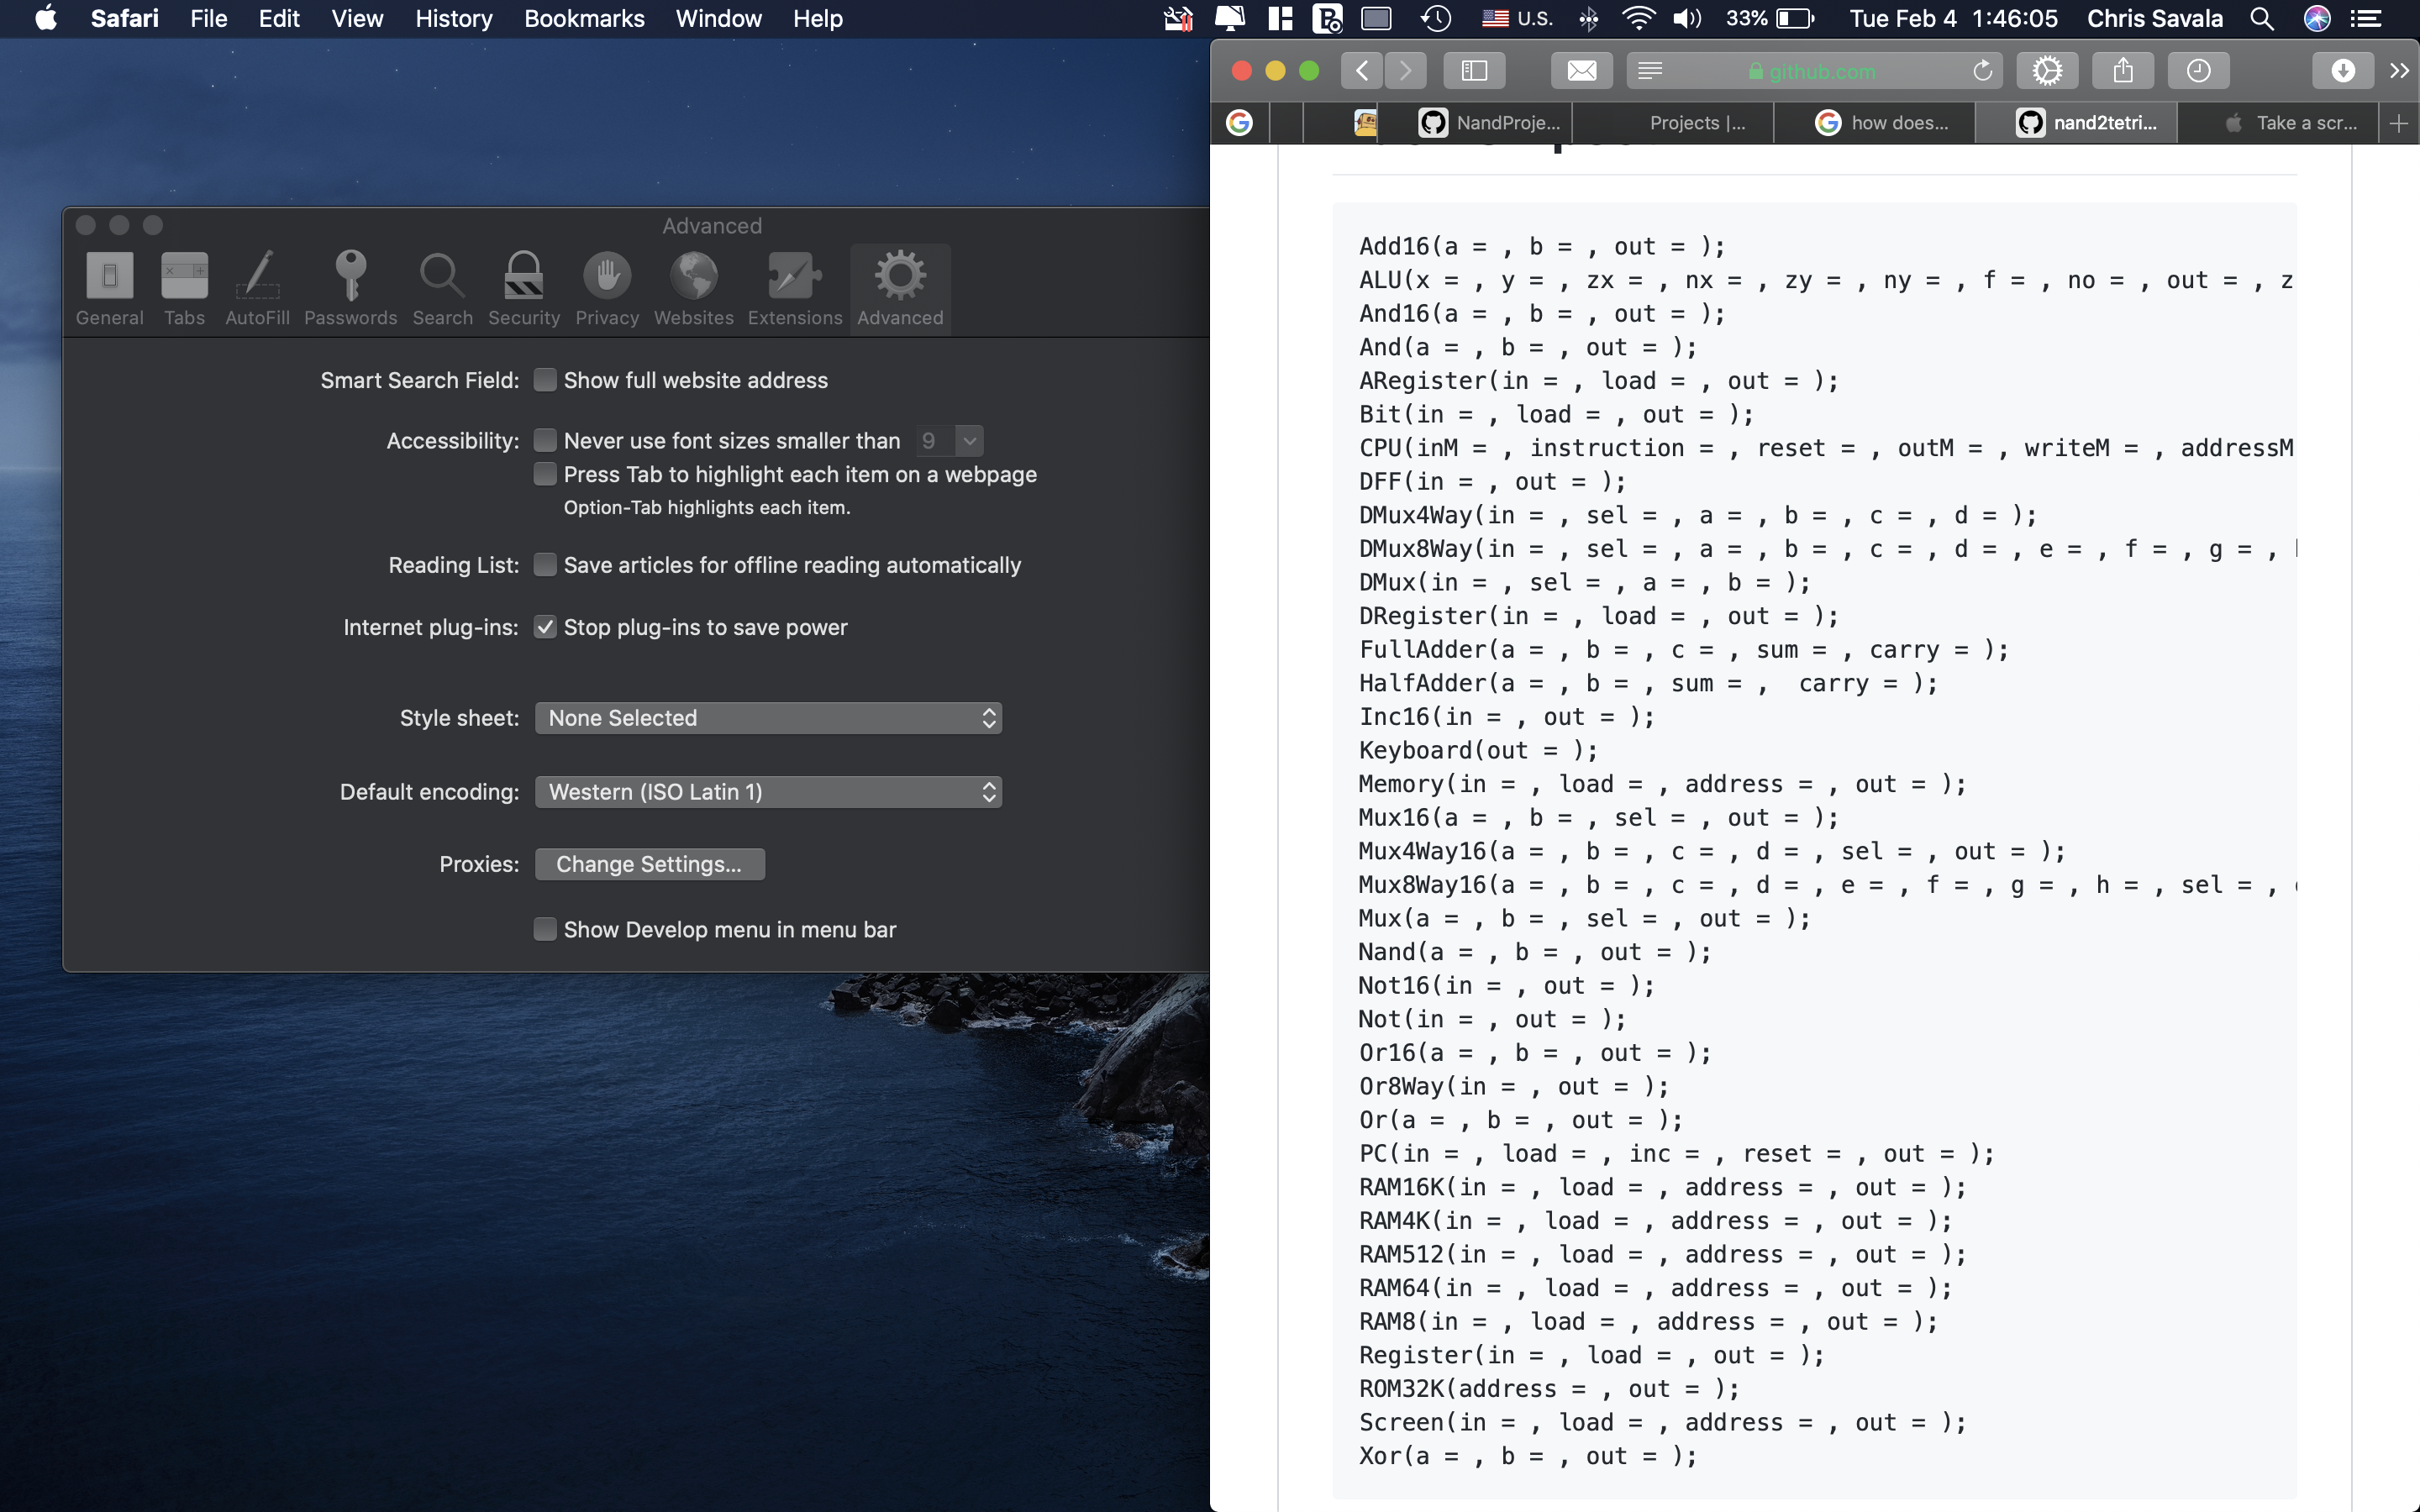 Safari File Edit View History Bookmarks Window Help U.S. 33% Tue Feb 4 1:46:05 Chris Savala
github.com
NandProje... Projects |... how does... nand2tetri... Take a scr...
Advanced
General Tabs AutoFill Passwords Search Security Privacy Websites Extensions Advanced
Smart Search Field: Show full website address
Accessibility: Never use font sizes smaller than 9
Press Tab to highlight each item on a webpage
Option-Tab highlights each item.
Reading List: Save articles for offline reading automatically
Internet plug-ins: Stop plug-ins to save power
Style sheet: None Selected
Default encoding: Western (ISO Latin 1)
Proxies: Change Settings...
Show Develop menu in menu bar
Add16(a = , b = , out = );
ALU(x = , y = , zx = , nx = , zy = , ny = , f = , no = , out = , z
And16(a = , b = , out = );
And(a = , b = , out = );
ARegister(in = , load = , out = );
Bit(in = , load = , out = );
CPU(inM = , instruction = , reset = , outM = , writeM = , addressM
DFF(in = , out = );
DMux4Way(in = , sel = , a = , b = , c = , d = );
DMux8Way(in = , sel = , a = , b = , c = , d = , e = , f = , g = ,
DMux(in = , sel = , a = , b = );
DRegister(in = , load = , out = );
FullAdder(a = , b = , c = , sum = , carry = );
HalfAdder(a = , b = , sum = ,  carry = );
Inc16(in = , out = );
Keyboard(out = );
Memory(in = , load = , address = , out = );
Mux16(a = , b = , sel = , out = );
Mux4Way16(a = , b = , c = , d = , sel = , out = );
Mux8Way16(a = , b = , c = , d = , e = , f = , g = , h = , sel = ,
Mux(a = , b = , sel = , out = );
Nand(a = , b = , out = );
Not16(in = , out = );
Not(in = , out = );
Or16(a = , b = , out = );
Or8Way(in = , out = );
Or(a = , b = , out = );
PC(in = , load = , inc = , reset = , out = );
RAM16K(in = , load = , address = , out = );
RAM4K(in = , load = , address = , out = );
RAM512(in = , load = , address = , out = );
RAM64(in = , load = , address = , out = );
RAM8(in = , load = , address = , out = );
Register(in = , load = , out = );
ROM32K(address = , out = );
Screen(in = , load = , address = , out = );
Xor(a = , b = , out = );